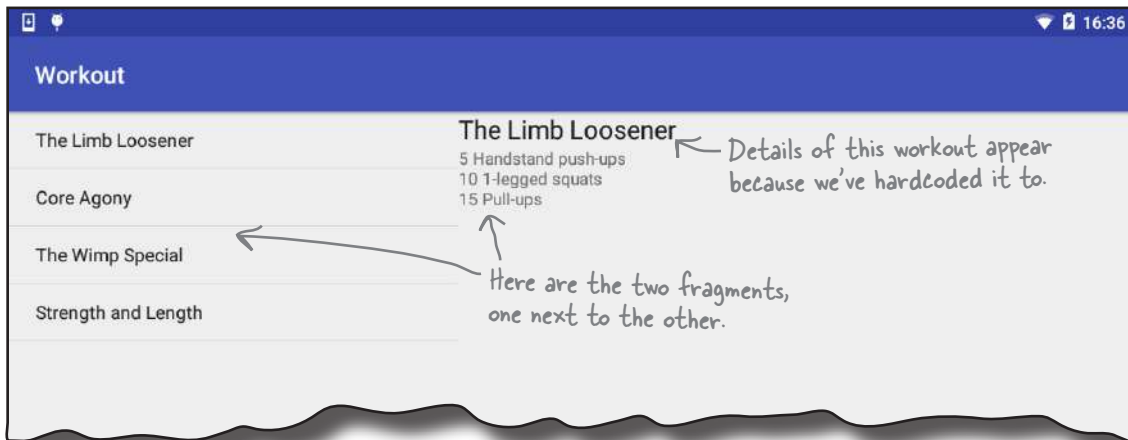 16:36
Workout
The Limb Loosener
Core Agony
The Wimp Special
Strength and Length
The Limb Loosener
5 Handstand push-ups
10 1-legged squats
15 Pull-ups
Details of this workout appear
because we've hardcoded it to.
Here are the two fragments,
one next to the other.